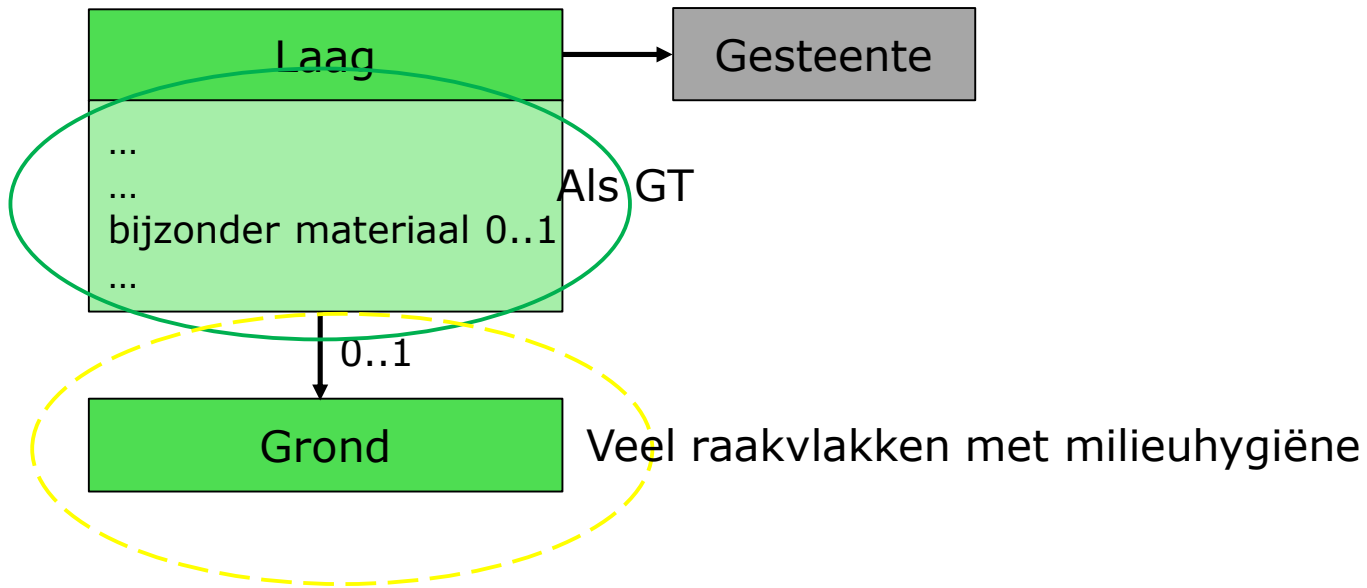 Laag
Gesteente
...
...
Als GT
bijzonder materiaal 0..1
...
0..1
Grond
Veel raakvlakken met milieuhygiëne